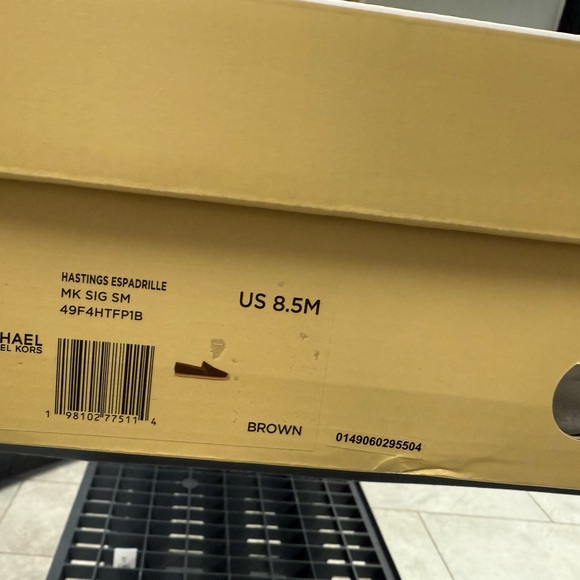 HASTINGS ESPADRILLE
MK SIG SM
49F4HTFP1B
US 8.5M
HAEL
EL KORS
1 98102 77511 4
BROWN
0149060295504